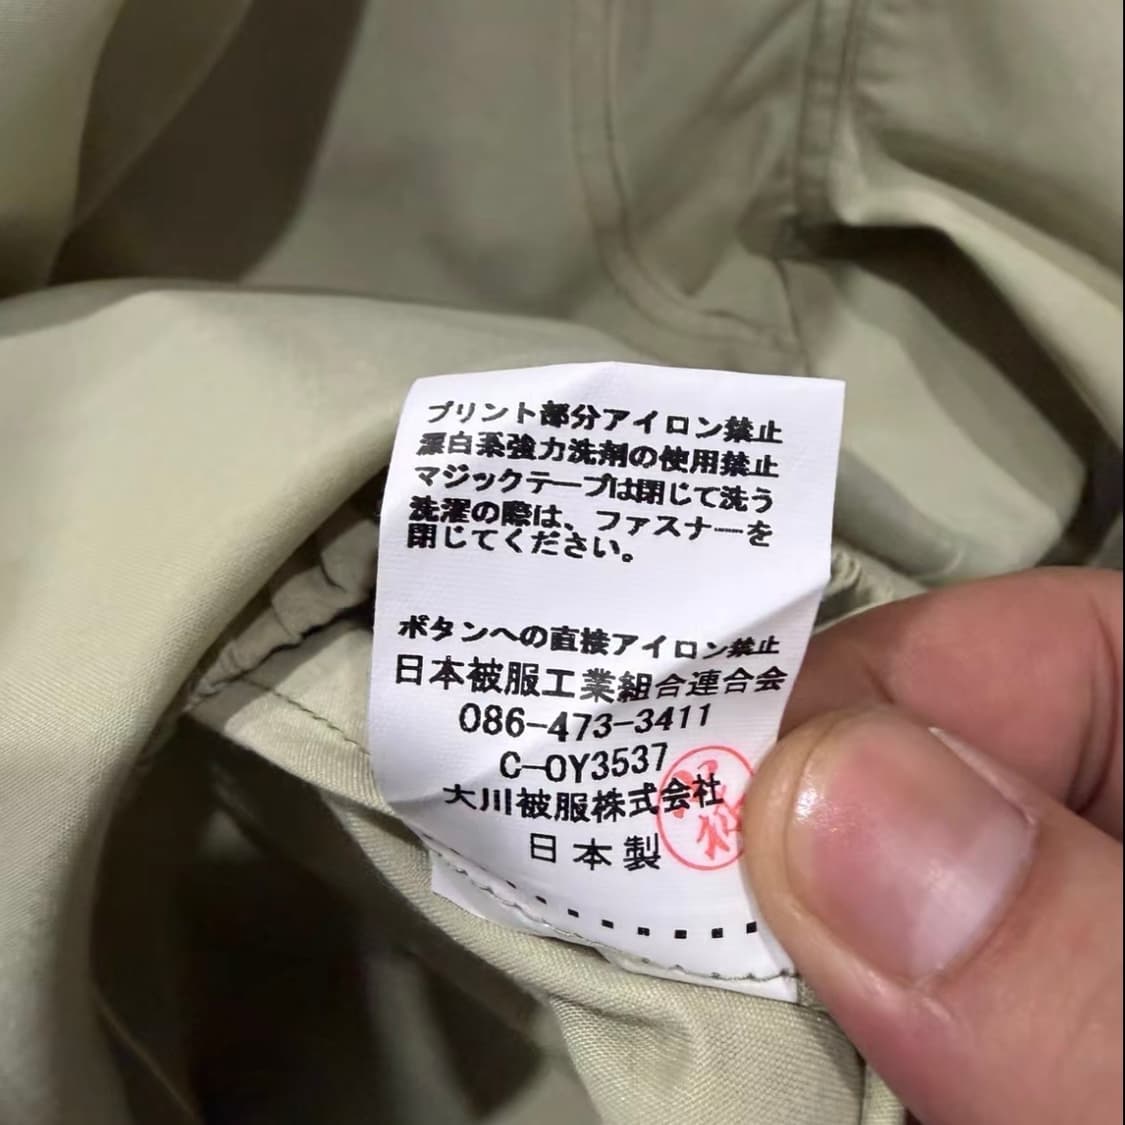 プリント部分アイロン禁止
漂白系強力洗剤の使用禁止
マジックテープは閉じて洗う
洗濯の際は、ファスナーを
閉じてください。
ボタンへの直接アイロン禁止
日本被服工業組合連合会
086-473-3411
C-OY3537
大川被服株式会社
日本製